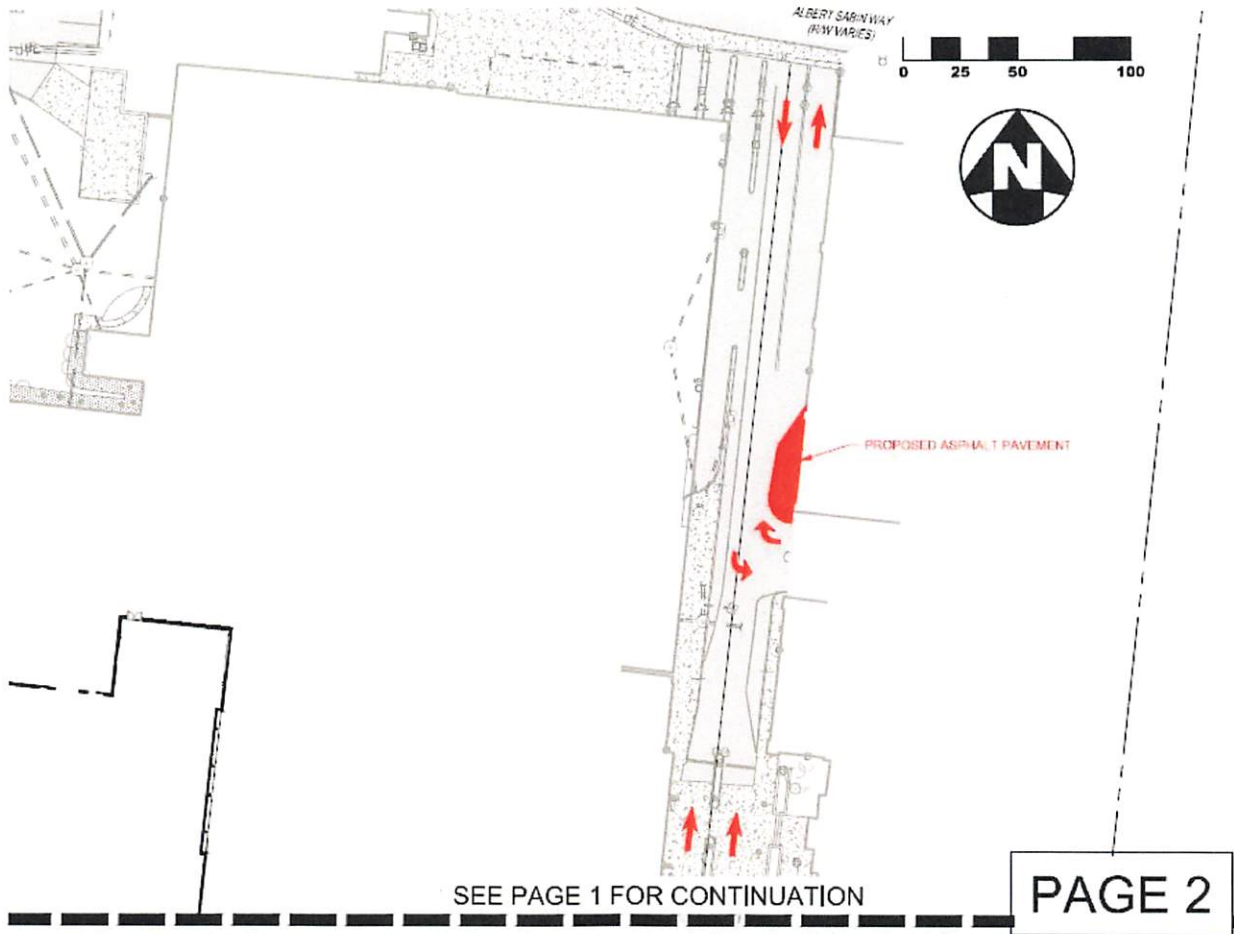 ALBERT SABIN WAY
(R/W VARIES)
0 25 50 100
N
PROPOSED ASPHALT PAVEMENT
SEE PAGE 1 FOR CONTINUATION
PAGE 2